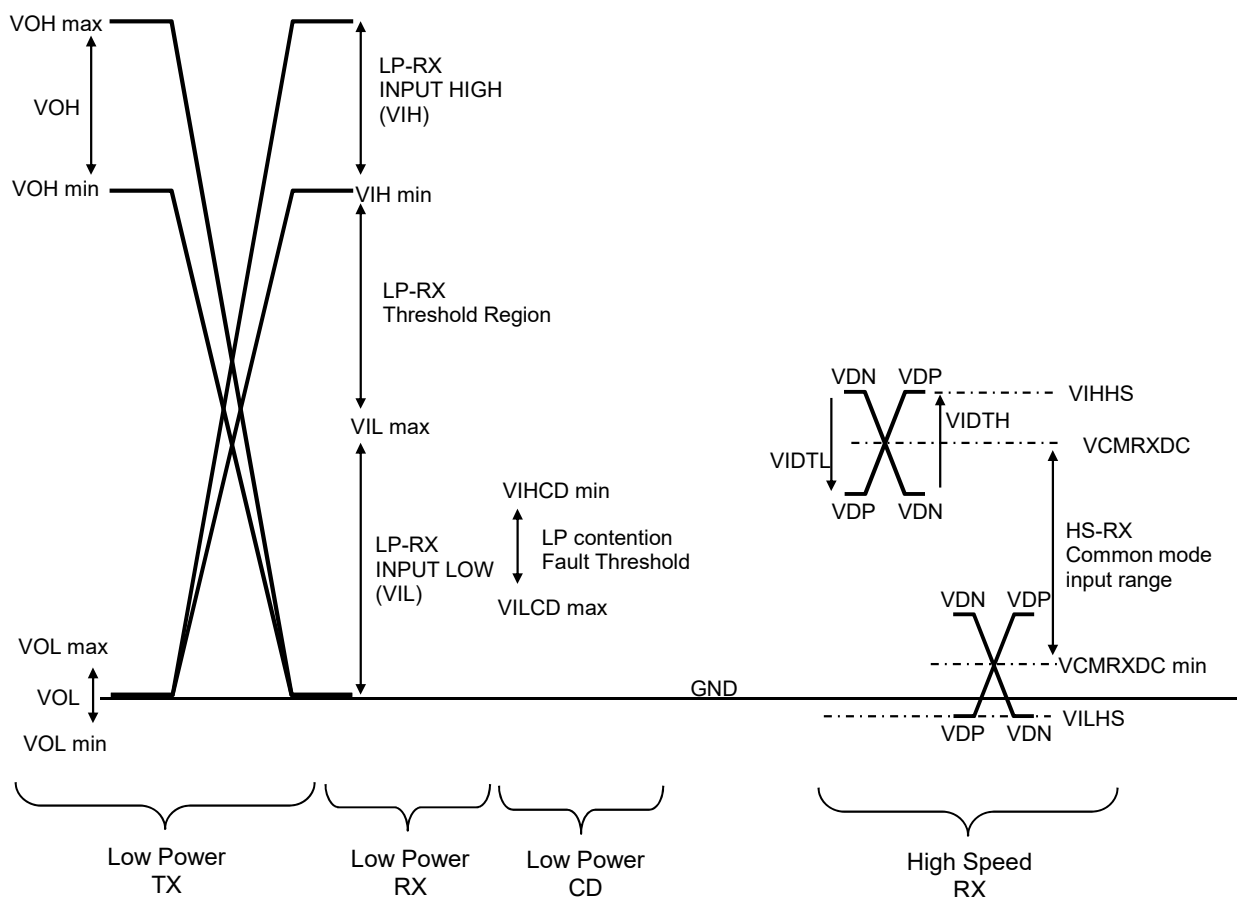 VOH max
VOH
VOH min
LP-RX
INPUT HIGH
(VIH)
VIH min
LP-RX
Threshold Region
VIL max
LP-RX
INPUT LOW
(VIL)
VOL max
VOL
VOL min
VIHCD min
LP contention
Fault Threshold
VILCD max
GND
VDN
VDP
VIHHS
VIDTH
VCMRXDC
VIDTL
VDP
VDN
HS-RX
Common mode
input range
VDN
VDP
VCMRXDC min
VILHS
VDP
VDN
Low Power
TX
Low Power
RX
Low Power
CD
High Speed
RX